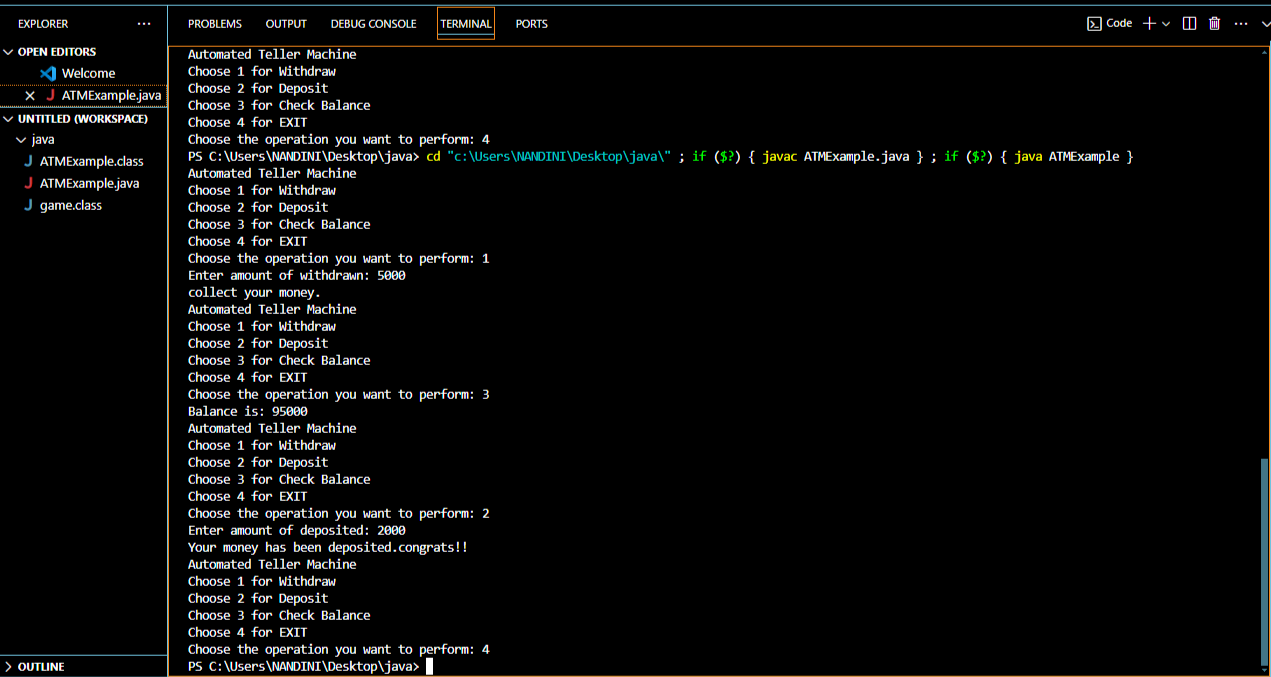 EXPLORER
OPEN EDITORS
Welcome
ATMExample.java
UNTITLED (WORKSPACE)
java
ATMExample.class
ATMExample.java
game.class
OUTLINE
PROBLEMS OUTPUT DEBUG CONSOLE TERMINAL PORTS
Code
Automated Teller Machine
Choose 1 for Withdraw
Choose 2 for Deposit
Choose 3 for Check Balance
Choose 4 for EXIT
Choose the operation you want to perform: 4
PS C:\Users\NANDINI\Desktop\java> cd "c:\Users\NANDINI\Desktop\java\" ; if ($?) { javac ATMExample.java } ; if ($?) { java ATMExample }
Automated Teller Machine
Choose 1 for Withdraw
Choose 2 for Deposit
Choose 3 for Check Balance
Choose 4 for EXIT
Choose the operation you want to perform: 1
Enter amount of withdrawn: 5000
collect your money.
Automated Teller Machine
Choose 1 for Withdraw
Choose 2 for Deposit
Choose 3 for Check Balance
Choose 4 for EXIT
Choose the operation you want to perform: 3
Balance is: 95000
Automated Teller Machine
Choose 1 for Withdraw
Choose 2 for Deposit
Choose 3 for Check Balance
Choose 4 for EXIT
Choose the operation you want to perform: 2
Enter amount of deposited: 2000
Your money has been deposited.congrats!!
Automated Teller Machine
Choose 1 for Withdraw
Choose 2 for Deposit
Choose 3 for Check Balance
Choose 4 for EXIT
Choose the operation you want to perform: 4
PS C:\Users\NANDINI\Desktop\java>